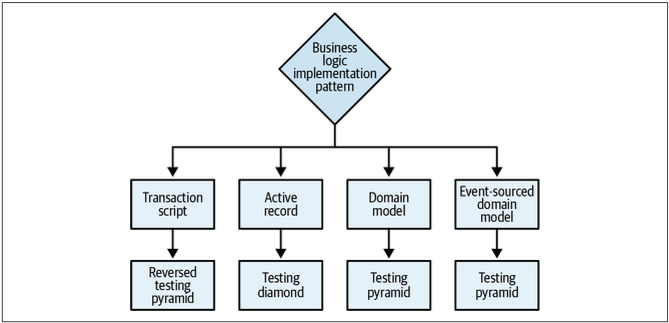 Business
logic
implementation
pattern
Transaction
script
Active
record
Domain
model
Event-sourced
domain
model
Reversed
testing
pyramid
Testing
diamond
Testing
pyramid
Testing
pyramid